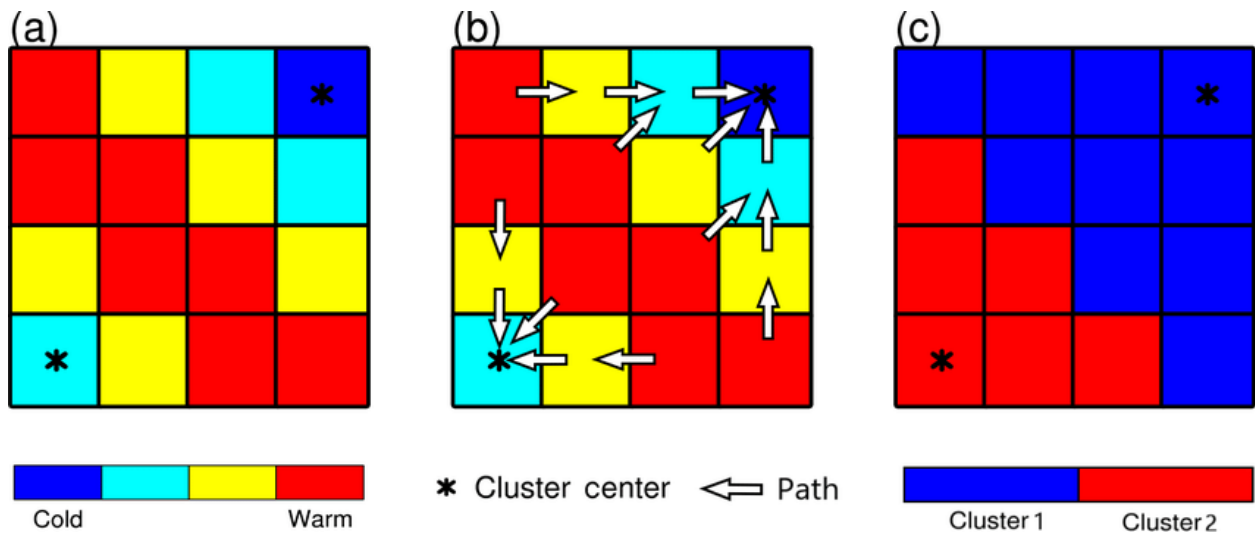 (a)
(b)
(c)
Cold
Warm
* Cluster center
Path
Cluster 1
Cluster 2